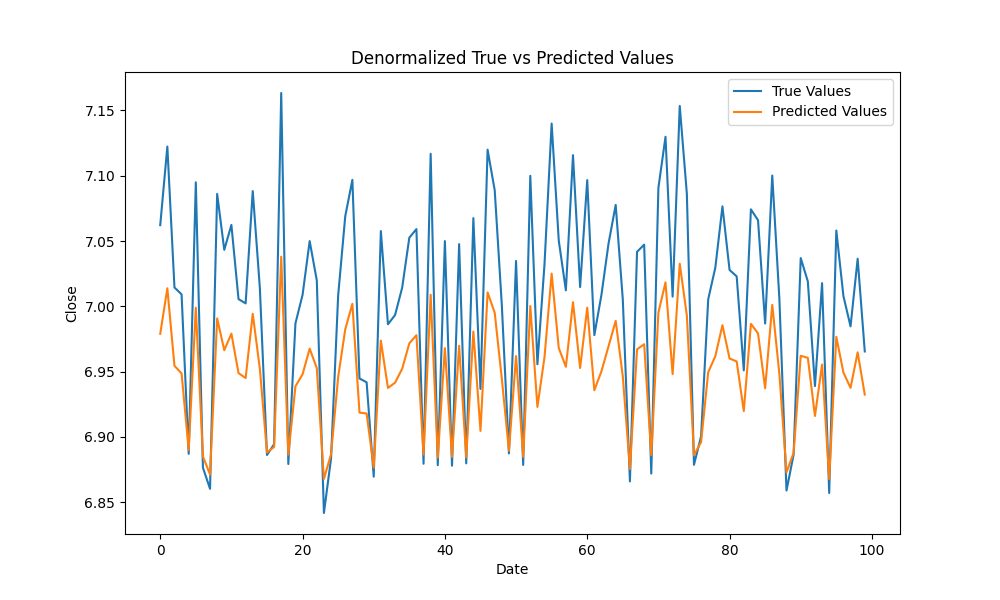 Denormalized True vs Predicted Values
True Values
Predicted Values
7.15
7.10
7.05
7.00
6.95
6.90
6.85
Close
0 20 40 60 80 100
Date